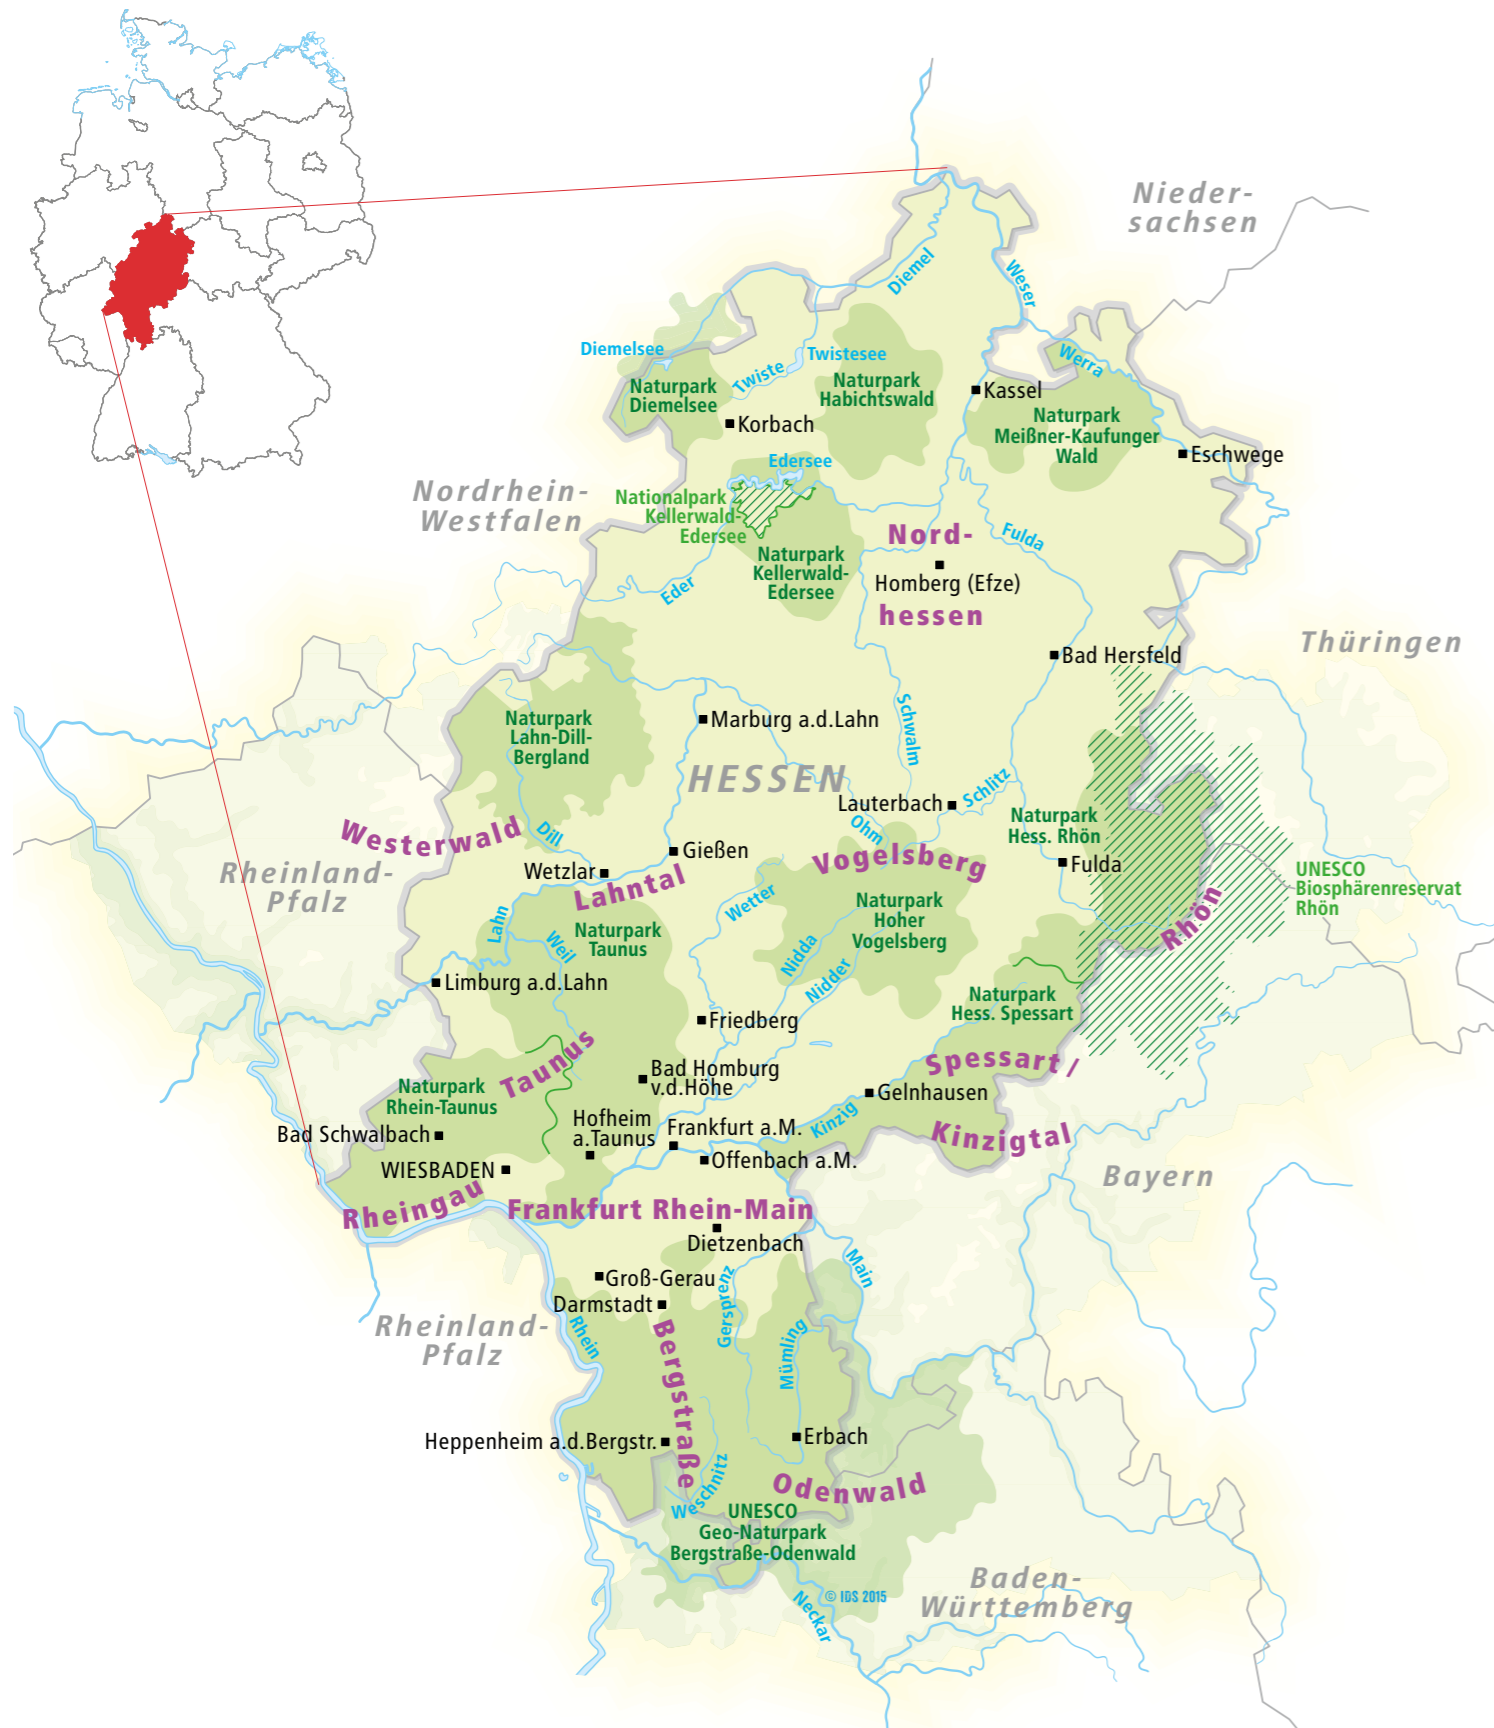 Nieder-
sachsen
Diemel
Weser
Diemelsee
Twistesee
Twiste
Werra
Naturpark
Diemelsee
Naturpark
Habichtswald
Kassel
Naturpark
Meißner-Kaufunger
Wald
Korbach
Eschwege
Edersee
Nordrhein-
Westfalen
Nationalpark
Kellerwald-
Edersee
Nord-
hessen
Fulda
Naturpark
Kellerwald-
Edersee
Homberg (Efze)
Eder
Thüringen
Bad Hersfeld
Schwalm
Naturpark
Lahn-Dill-
Bergland
Marburg a.d.Lahn
HESSEN
Lauterbach
Schlitz
Naturpark
Hess. Rhön
Westerwald
Dill
Ohm
Gießen
Vogelsberg
Fulda
Rheinland-
Pfalz
Wetzlar
Lahntal
UNESCO
Biosphärenreservat
Rhön
Rhön
Wetter
Naturpark
Hoher
Vogelsberg
Lahn
Weil
Naturpark
Taunus
Nidda
Nidder
Limburg a.d.Lahn
Naturpark
Hess. Spessart
Friedberg
Taunus
Spessart /
Kinzigtal
Bad Homburg
v.d.Höhe
Naturpark
Rhein-Taunus
Gelnhausen
Kinzig
Hofheim
a.Taunus
Frankfurt a.M.
Bad Schwalbach
Offenbach a.M.
WIESBADEN
Bayern
Rheingau
Frankfurt Rhein-Main
Dietzenbach
Main
Groß-Gerau
Gersprenz
Darmstadt
Rheinland-
Pfalz
Rhein
Bergstraße
Mümling
Heppenheim a.d.Bergstr.
Erbach
Weschnitz
Odenwald
UNESCO
Geo-Naturpark
Bergstraße-Odenwald
Baden-
Württemberg
© IDS 2015
Neckar